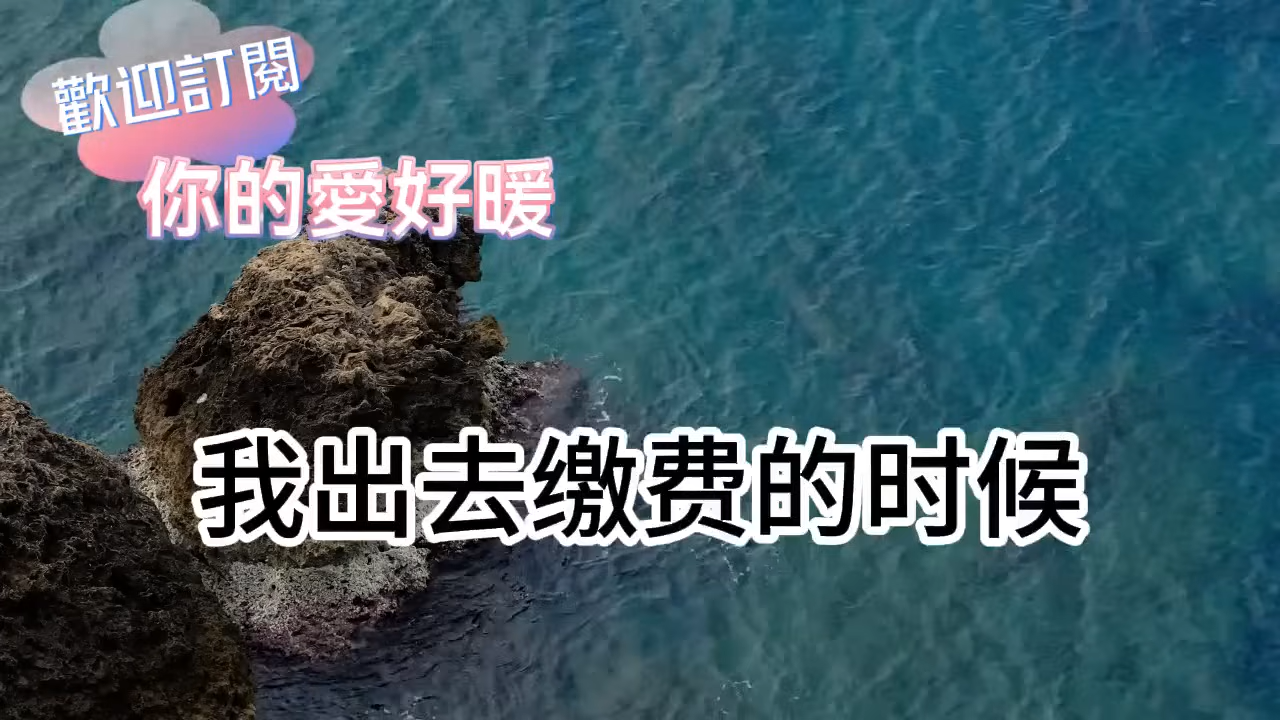 歡迎訂閱
你的愛好暖
我出去缴费的时候